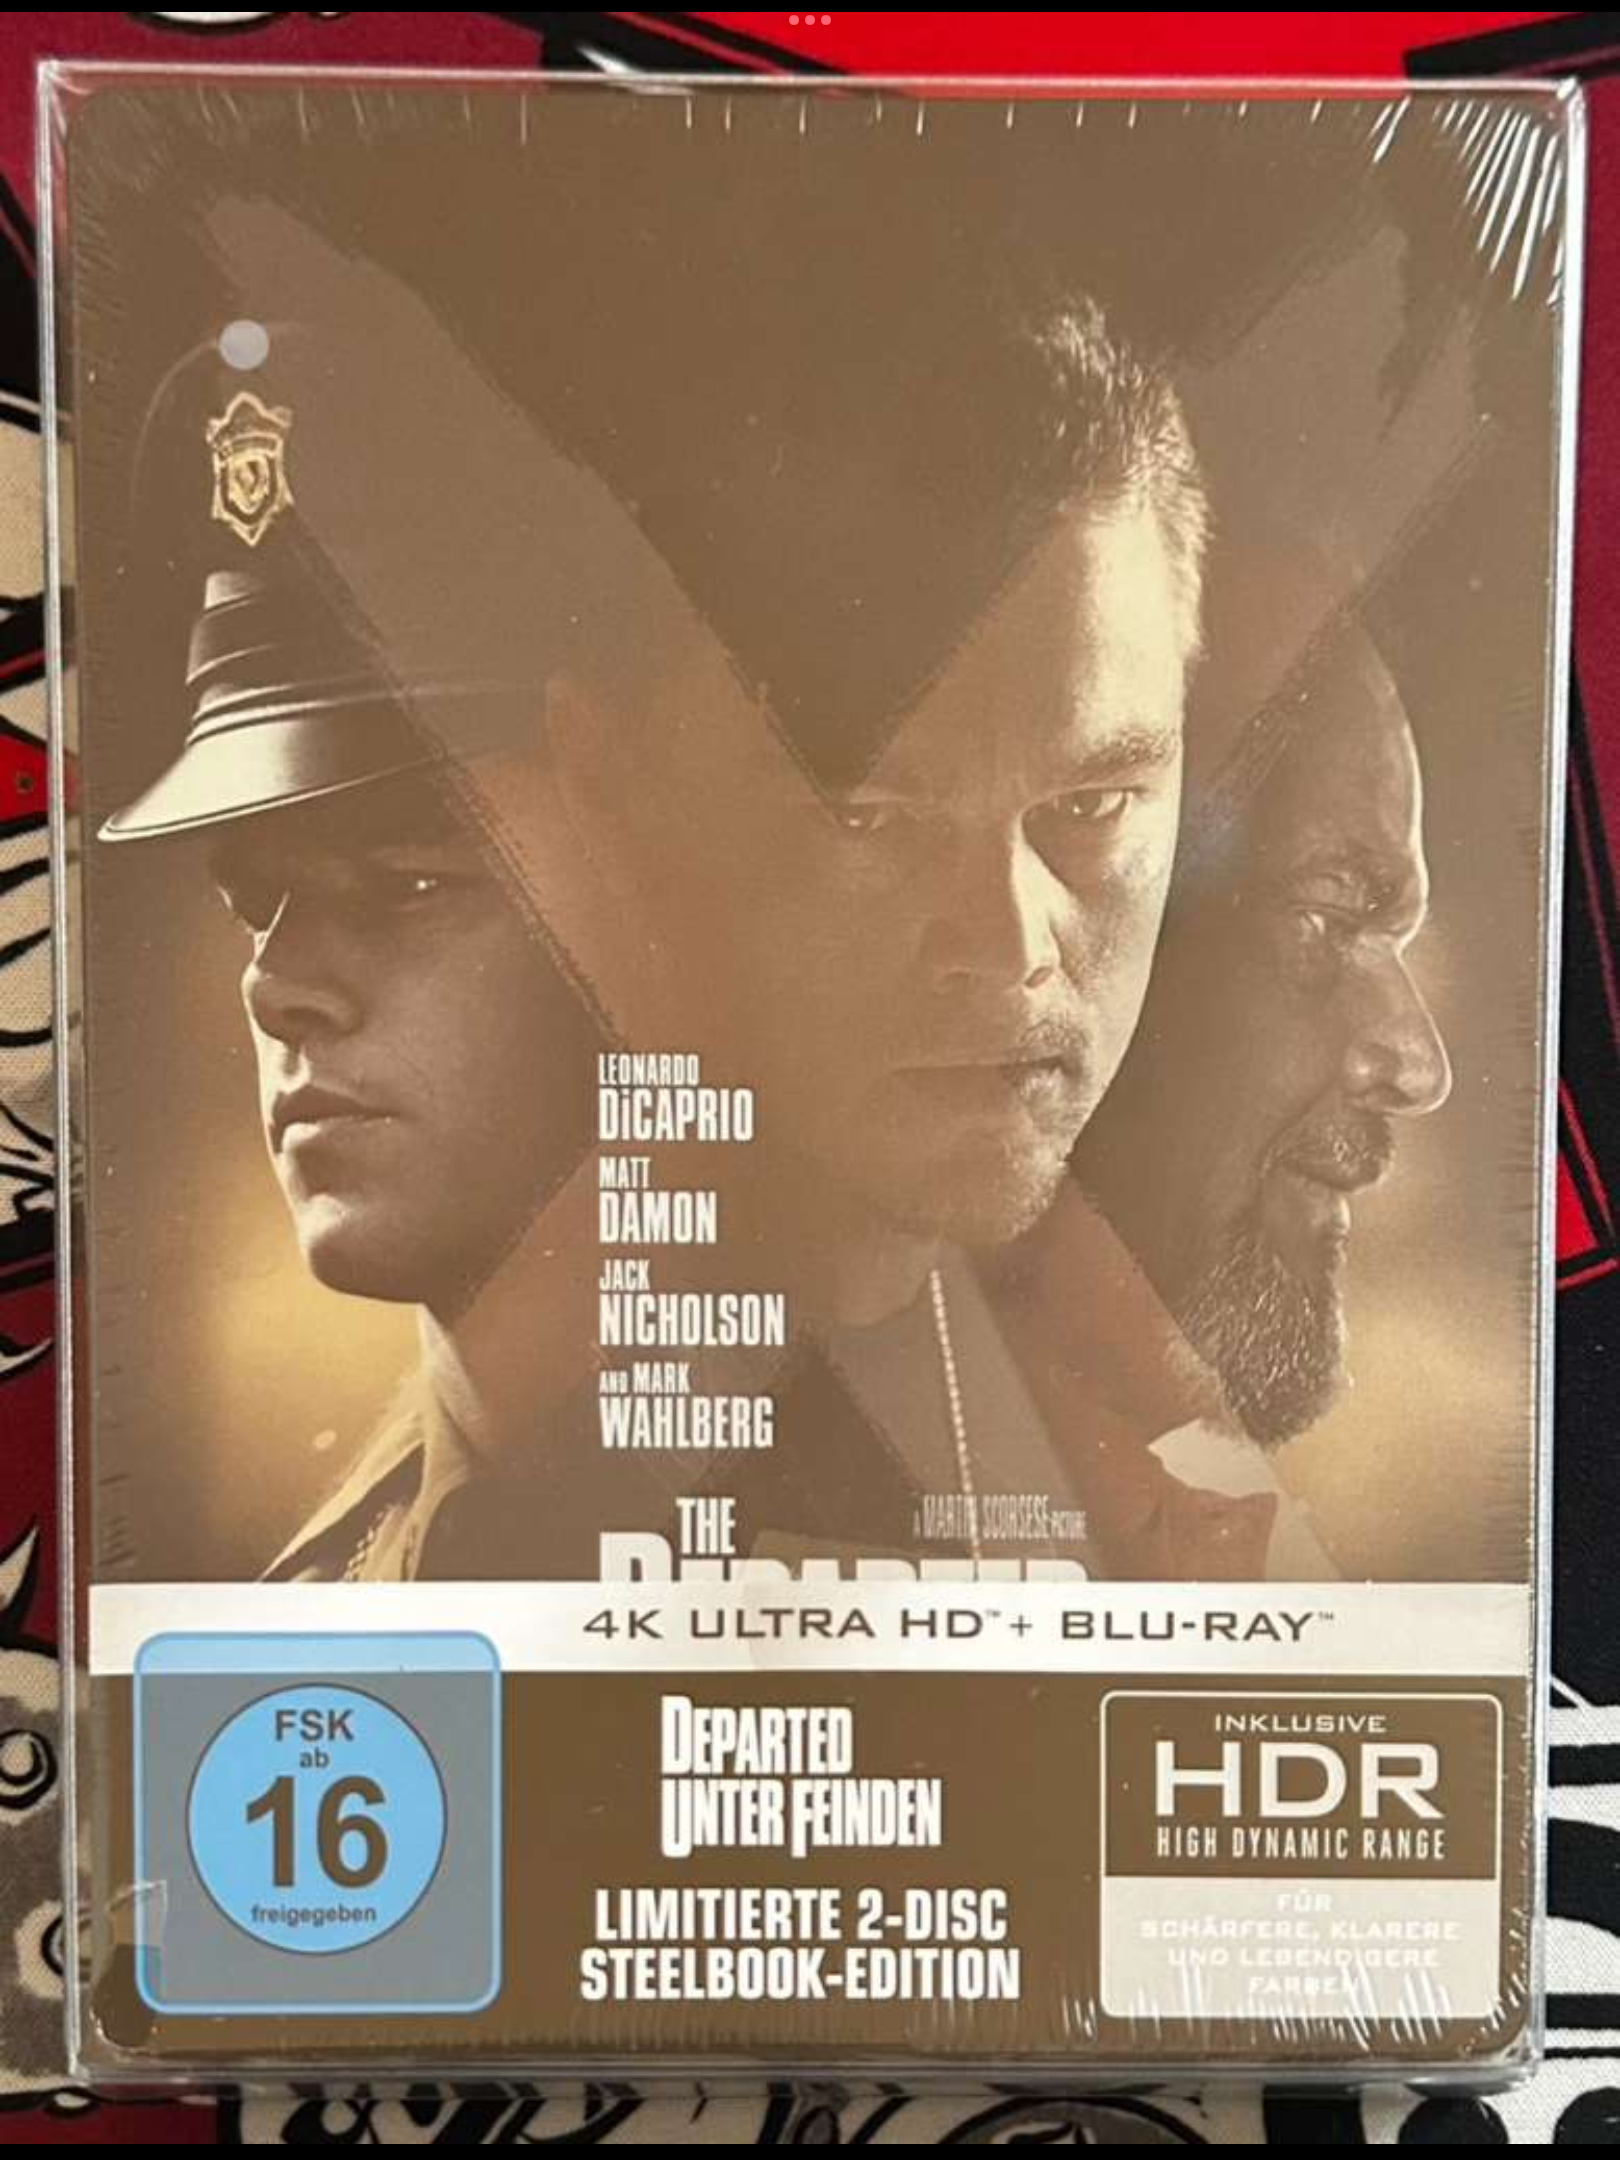 LEONARDO
DiCAPRIO
MATT
DAMON
JACK
NICHOLSON
AND MARK
WAHLBERG
THE
DEPARTED
A MARTIN SCORSESE PICTURE
4K ULTRA HD™ + BLU-RAY™
FSK
ab
16
freigegeben
DEPARTED
UNTER FEINDEN
LIMITIERTE 2-DISC
STEELBOOK-EDITION
INKLUSIVE
HDR
HIGH DYNAMIC RANGE
FÜR
SCHÄRFERE, KLARERE
UND LEBENDIGERE
FARBEN